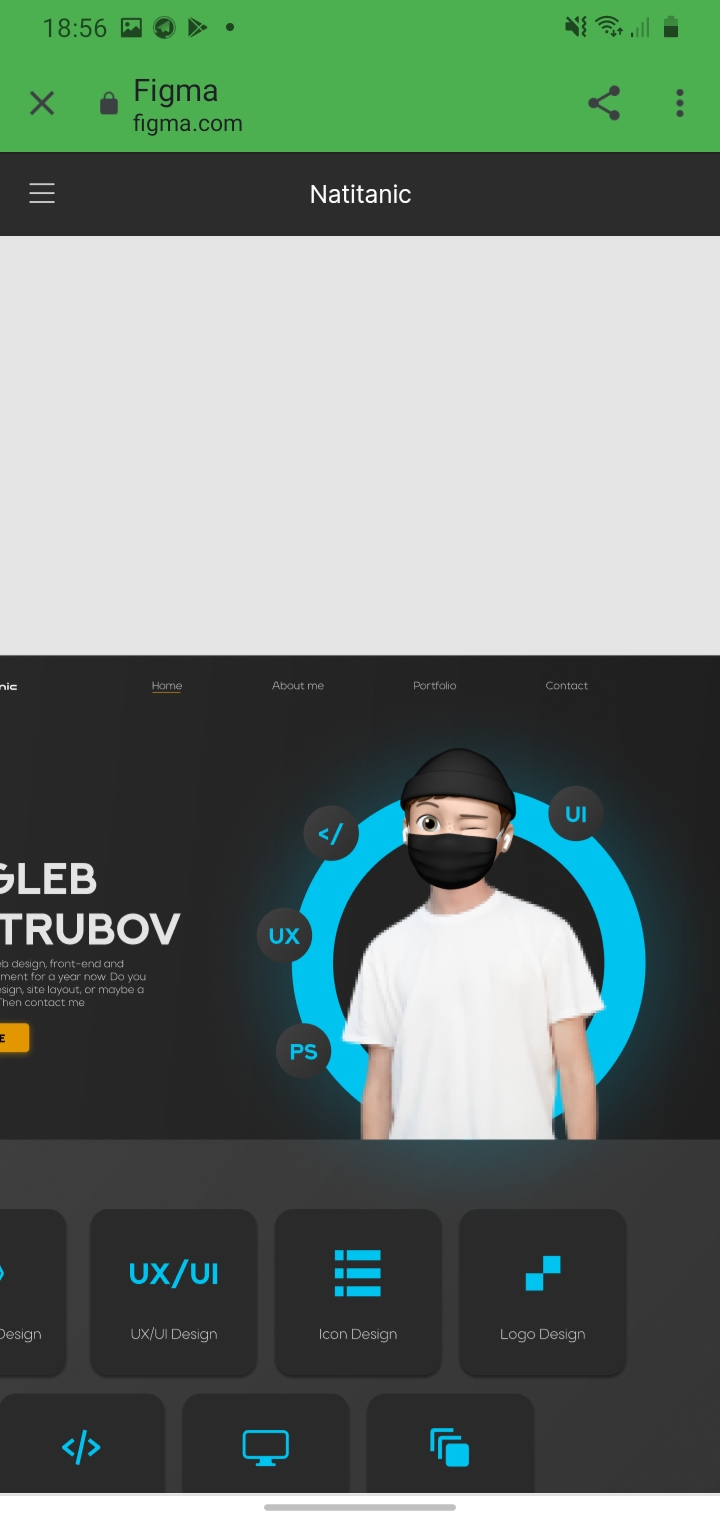 18:56
Figma
figma.com
Natitanic
nic
Home
About me
Portfolio
Contact
</
UI
GLEB
TRUBOV
UX
eb design, front-end and
ment for a year now. Do you
esign, site layout, or maybe a
Then contact me
E
PS
UX/UI
Design
UX/UI Design
Icon Design
Logo Design
</>